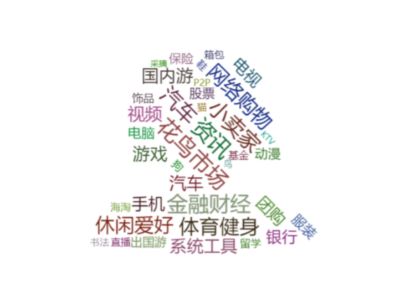 保险
箱包
采摘
鞋
电视
国内游
P2P
网络购物
饰品
汽车
股票
猫
小卖家
视频
KTV
电脑
花鸟市场
资讯
基金
动漫
游戏
狗
汽车
海淘
手机
金融财经
团购
休闲爱好
体育健身
服装
银行
书法
直播
出国游
系统工具
留学